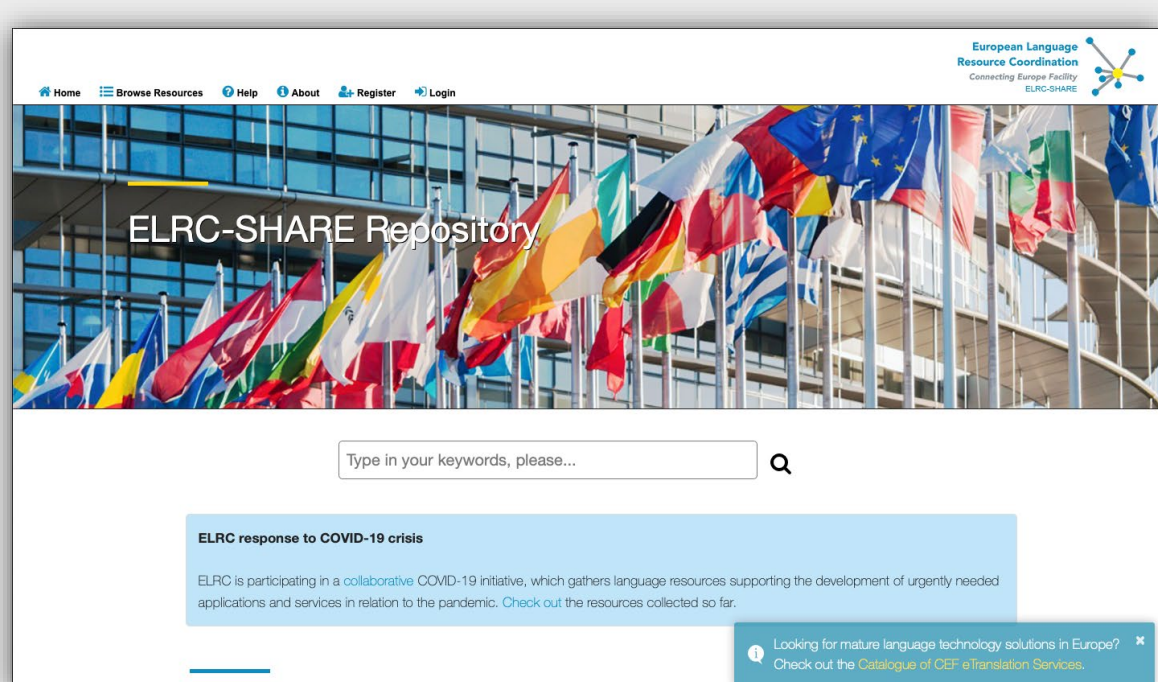 European Language
Resource Coordination
Connecting Europe Facility
ELRC-SHARE
Home Browse Resources Help About Register Login
ELRC-SHARE Repository
Type in your keywords, please...
ELRC response to COVID-19 crisis
ELRC is participating in a collaborative COVID-19 initiative, which gathers language resources supporting the development of urgently needed
applications and services in relation to the pandemic. Check out the resources collected so far.
Looking for mature language technology solutions in Europe?
Check out the Catalogue of CEF eTranslation Services.